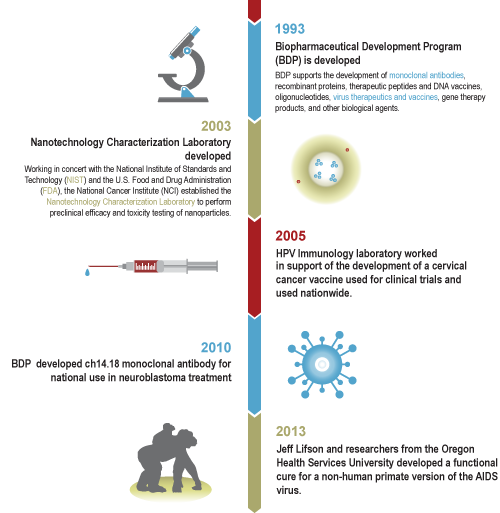 1993
Biopharmaceutical Development Program
(BDP) is developed
BDP supports the development of monoclonal antibodies,
recombinant proteins, therapeutic peptides and DNA vaccines,
oligonucleotides, virus therapeutics and vaccines, gene therapy
products, and other biological agents.
2003
Nanotechnology Characterization Laboratory
developed
Working in concert with the National Institute of Standards and
Technology (NIST) and the U.S. Food and Drug Administration
(FDA), the National Cancer Institute (NCI) established the
Nanotechnology Characterization Laboratory to perform
preclinical efficacy and toxicity testing of nanoparticles.
2005
HPV Immunology laboratory worked
in support of the development of a cervical
cancer vaccine used for clinical trials and
used nationwide.
2010
BDP developed ch14.18 monoclonal antibody for
national use in neuroblastoma treatment
2013
Jeff Lifson and researchers from the Oregon
Health Services University developed a functional
cure for a non-human primate version of the AIDS
virus.